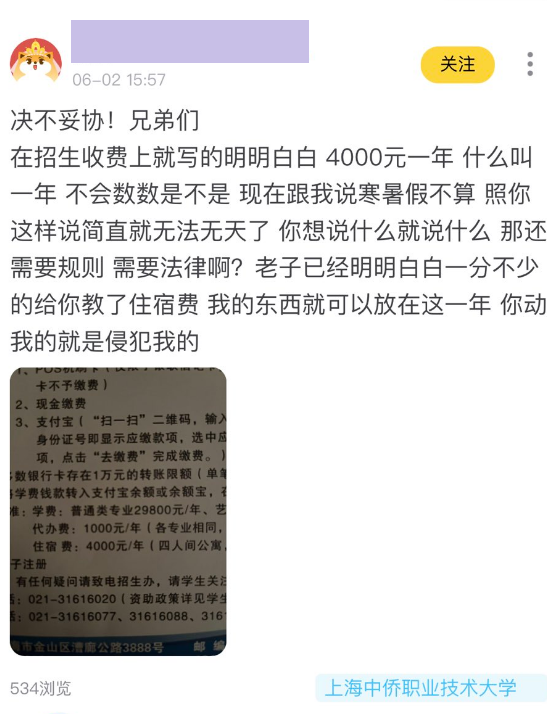 06-02 15:57
关注
决不妥协！兄弟们
在招生收费上就写的明明白白 4000元一年 什么叫
一年 不会数数是不是 现在跟我说寒暑假不算 照你
这样说简直就无法无天了 你想说什么就说什么 那还
需要规则 需要法律啊？老子已经明明白白一分不少
的给你教了住宿费 我的东西就可以放在这一年 你动
我的就是侵犯我的
卡不予缴费）
2、现金缴费
3、支付宝（“扫一扫”二维码，输入
身份证号即显示应缴款项，选中应
项，点击“去缴费”完成缴费。）
数银行卡存在1万元的转账限额（单笔
学费钱款转入支付宝余额或余额宝，在
准：学费：普通类专业29800元/年、艺
代办费：1000元/年（各专业相同，
住宿费：4000元/年（四人间公寓，
子注册
有任何疑问请致电招生办，请学生关注
：021-31616020（资助政策详见学生
：021-31616077、31616088、316
海市金山区漕廊公路3888号 邮 编
534浏览
上海中侨职业技术大学